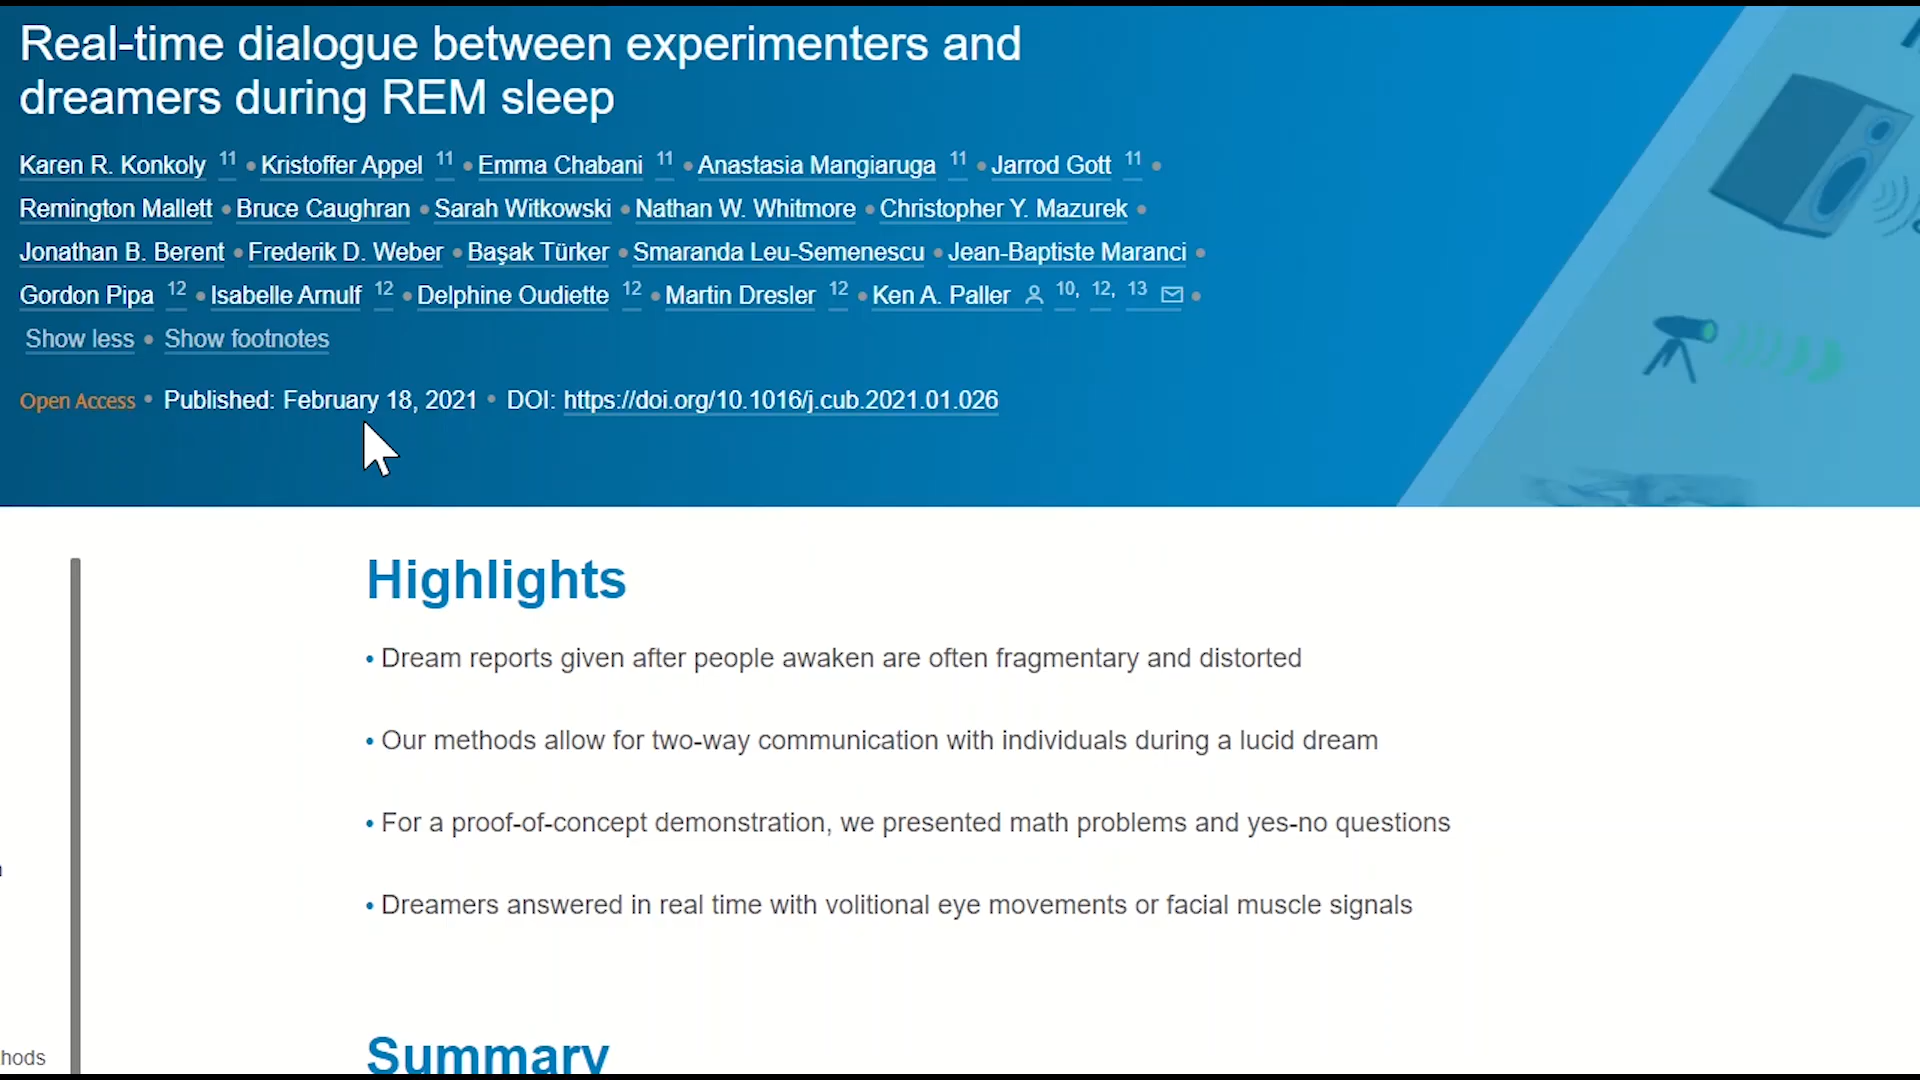 Real-time dialogue between experimenters and
dreamers during REM sleep
Karen R. Konkoly 11 • Kristoffer Appel 11 • Emma Chabani 11 • Anastasia Mangiaruga 11 • Jarrod Gott 11 •
Remington Mallett • Bruce Caughran • Sarah Witkowski • Nathan W. Whitmore • Christopher Y. Mazurek •
Jonathan B. Berent • Frederik D. Weber • Başak Türker • Smaranda Leu-Semenescu • Jean-Baptiste Maranci •
Gordon Pipa 12 • Isabelle Arnulf 12 • Delphine Oudiette 12 • Martin Dresler 12 • Ken A. Paller 10, 12, 13 •
Show less • Show footnotes
Open Access • Published: February 18, 2021 • DOI: https://doi.org/10.1016/j.cub.2021.01.026
Highlights
• Dream reports given after people awaken are often fragmentary and distorted
• Our methods allow for two-way communication with individuals during a lucid dream
• For a proof-of-concept demonstration, we presented math problems and yes-no questions
• Dreamers answered in real time with volitional eye movements or facial muscle signals
hods
Summary